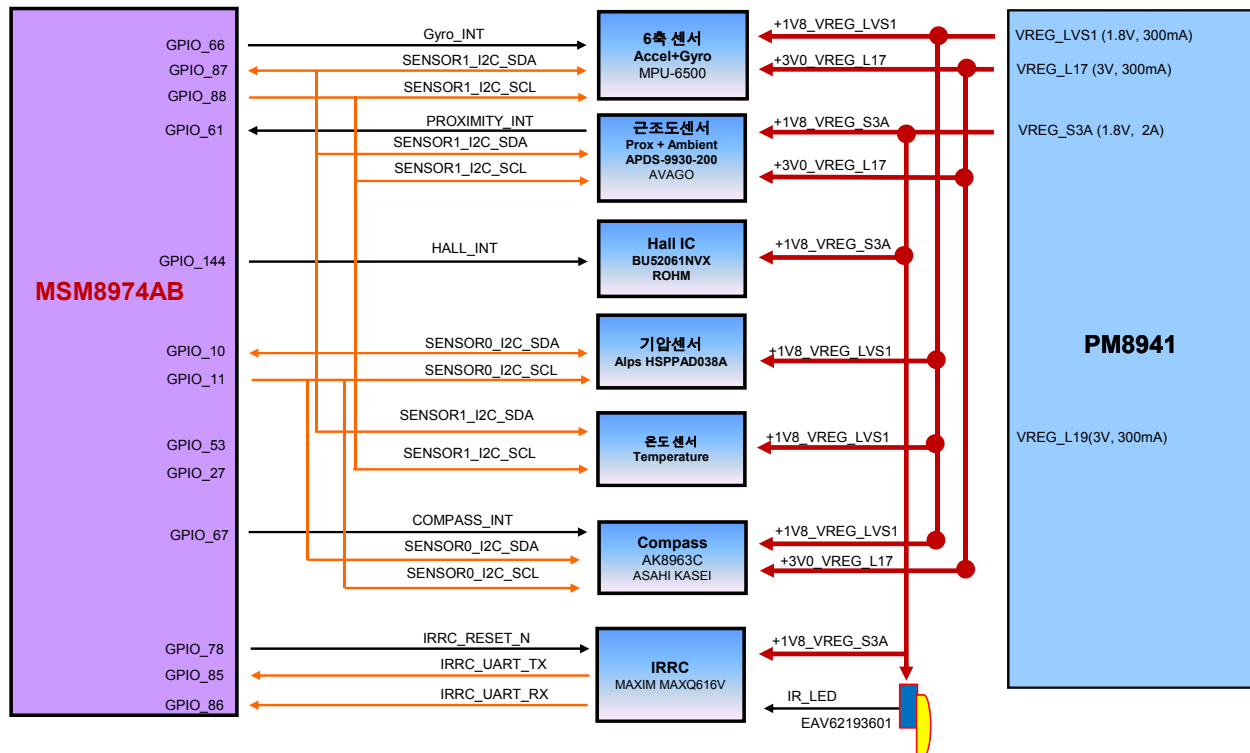 MSM8974AB
GPIO_66
GPIO_87
GPIO_88
GPIO_61
GPIO_144
GPIO_10
GPIO_11
GPIO_53
GPIO_27
GPIO_67
GPIO_78
GPIO_85
GPIO_86
Gyro_INT
SENSOR1_I2C_SDA
SENSOR1_I2C_SCL
PROXIMITY_INT
SENSOR1_I2C_SDA
SENSOR1_I2C_SCL
HALL_INT
SENSOR0_I2C_SDA
SENSOR0_I2C_SCL
SENSOR1_I2C_SDA
SENSOR1_I2C_SCL
COMPASS_INT
SENSOR0_I2C_SDA
SENSOR0_I2C_SCL
IRRC_RESET_N
IRRC_UART_TX
IRRC_UART_RX
6축 센서
Accel+Gyro
MPU-6500
근조도센서
Prox + Ambient
APDS-9930-200
AVAGO
Hall IC
BU52061NVX
ROHM
기압센서
Alps HSPPAD038A
온도 센서
Temperature
Compass
AK8963C
ASAHI KASEI
IRRC
MAXIM MAXQ616V
+1V8_VREG_LVS1
+3V0_VREG_L17
+1V8_VREG_S3A
+3V0_VREG_L17
+1V8_VREG_S3A
+1V8_VREG_LVS1
+1V8_VREG_LVS1
+1V8_VREG_LVS1
+3V0_VREG_L17
+1V8_VREG_S3A
IR_LED
EAV62193601
VREG_LVS1 (1.8V, 300mA)
VREG_L17 (3V, 300mA)
VREG_S3A (1.8V, 2A)
PM8941
VREG_L19(3V, 300mA)